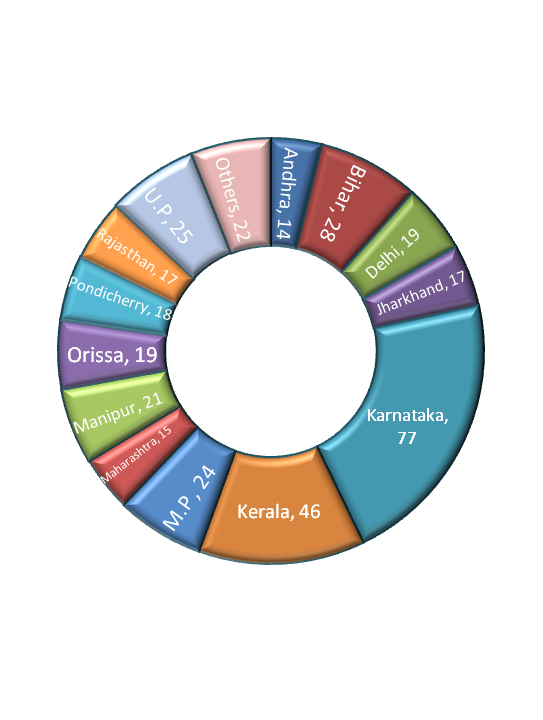 Andhra, 14
Bihar, 28
Delhi, 19
Jharkhand, 17
Karnataka,
77
Kerala, 46
M.P , 24
Maharashtra, 15
Manipur, 21
Orissa, 19
Pondicherry, 18
Rajasthan, 17
U.P, 25
Others, 22